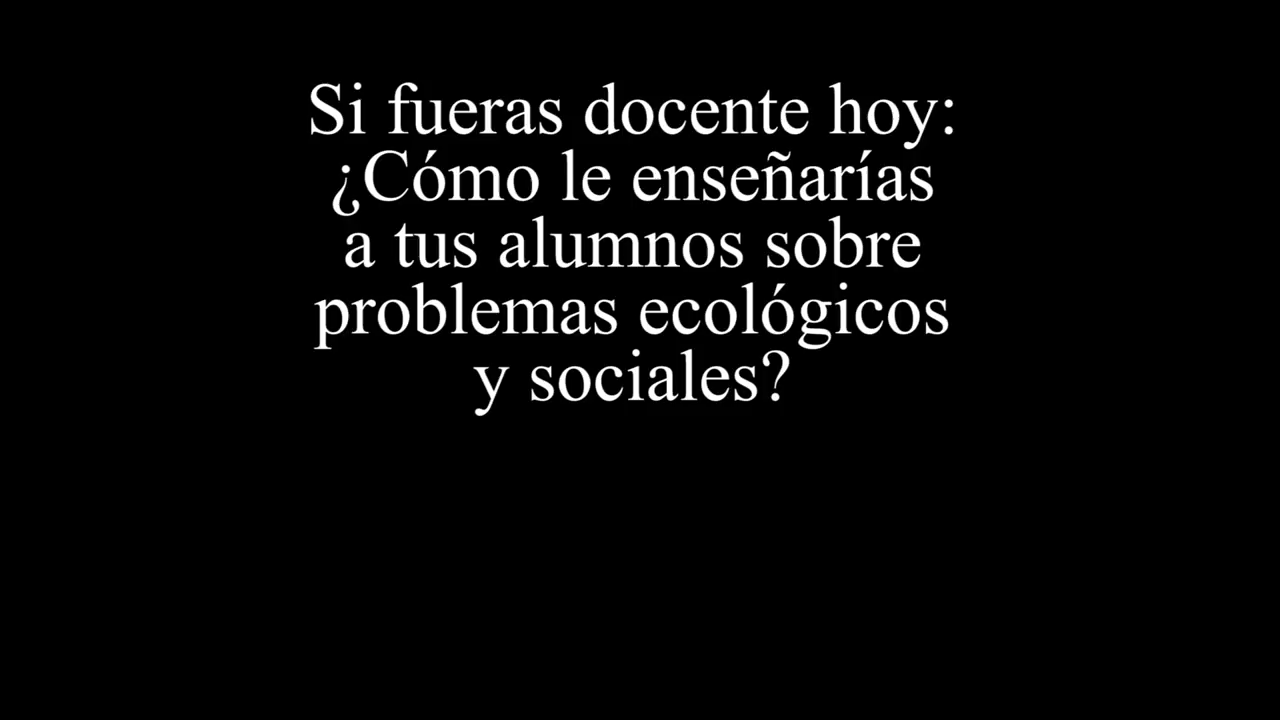 Si fueras docente hoy:
¿Cómo le enseñarías
a tus alumnos sobre
problemas ecológicos
y sociales?